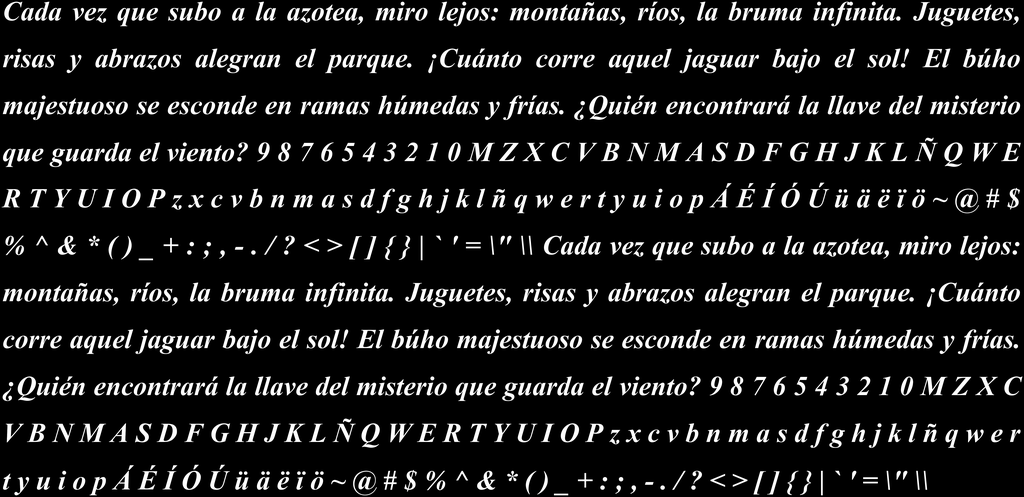 Cada vez que subo a la azotea, miro lejos: montañas, ríos, la bruma infinita. Juguetes,
risas y abrazos alegran el parque. ¡Cuánto corre aquel jaguar bajo el sol! El búho
majestuoso se esconde en ramas húmedas y frías. ¿Quién encontrará la llave del misterio
que guarda el viento? 9 8 7 6 5 4 3 2 1 0 M Z X C V B N M A S D F G H J K L Ñ Q W E
R T Y U I O P z x c v b n m a s d f g h j k l ñ q w e r t y u i o p Á É Í Ó Ú ü ä ë ï ö ~ @ # $
% ^ & * ( ) _ + : ; , - . / ? < > [ ] { } | ` ' = \" \\ Cada vez que subo a la azotea, miro lejos:
montañas, ríos, la bruma infinita. Juguetes, risas y abrazos alegran el parque. ¡Cuánto
corre aquel jaguar bajo el sol! El búho majestuoso se esconde en ramas húmedas y frías.
¿Quién encontrará la llave del misterio que guarda el viento? 9 8 7 6 5 4 3 2 1 0 M Z X C
V B N M A S D F G H J K L Ñ Q W E R T Y U I O P z x c v b n m a s d f g h j k l ñ q w e r
t y u i o p Á É Í Ó Ú ü ä ë ï ö ~ @ # $ % ^ & * ( ) _ + : ; , - . / ? < > [ ] { } | ` ' = \" \\